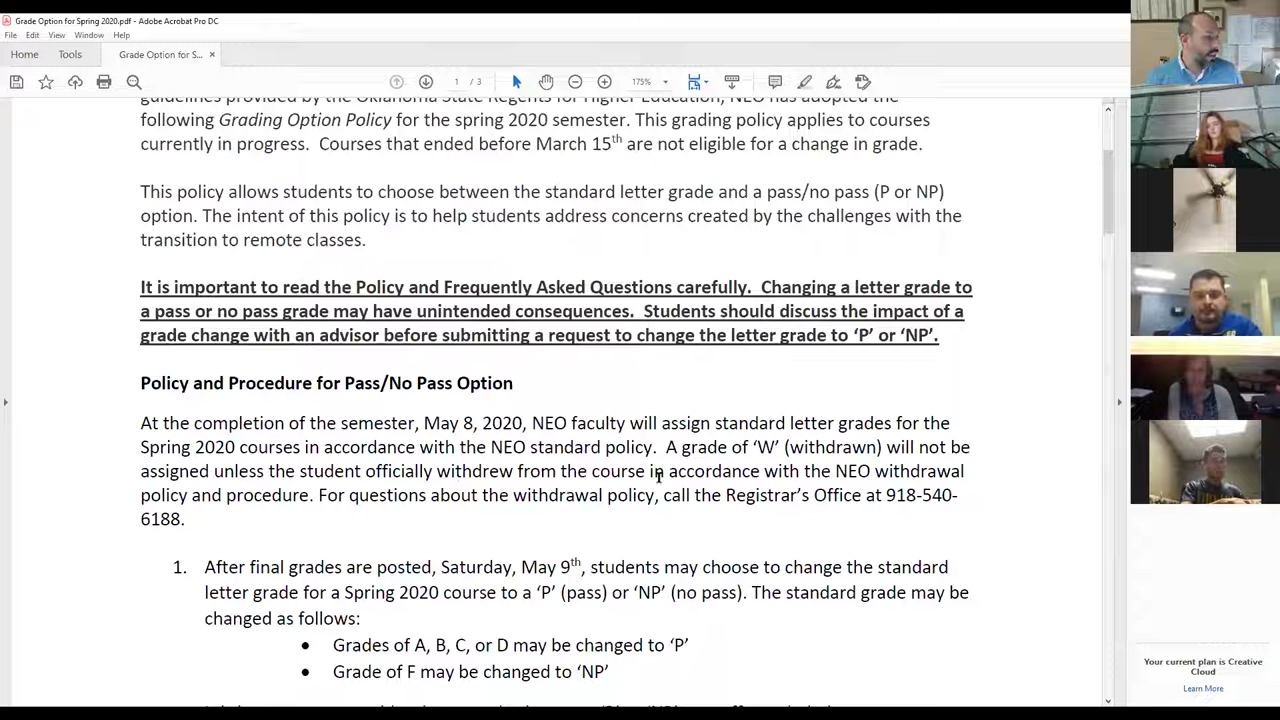 Grade Option for Spring 2020.pdf - Adobe Acrobat Pro DC
File Edit View Window Help
Home Tools Grade Option for S... ×
1 / 3 175%
guidelines provided by the Oklahoma State Regents for Higher Education, NEO has adopted the
following Grading Option Policy for the spring 2020 semester. This grading policy applies to courses
currently in progress. Courses that ended before March 15th are not eligible for a change in grade.
This policy allows students to choose between the standard letter grade and a pass/no pass (P or NP)
option. The intent of this policy is to help students address concerns created by the challenges with the
transition to remote classes.
It is important to read the Policy and Frequently Asked Questions carefully. Changing a letter grade to
a pass or no pass grade may have unintended consequences. Students should discuss the impact of a
grade change with an advisor before submitting a request to change the letter grade to ‘P’ or ‘NP’.
Policy and Procedure for Pass/No Pass Option
At the completion of the semester, May 8, 2020, NEO faculty will assign standard letter grades for the
Spring 2020 courses in accordance with the NEO standard policy. A grade of ‘W’ (withdrawn) will not be
assigned unless the student officially withdrew from the course in accordance with the NEO withdrawal
policy and procedure. For questions about the withdrawal policy, call the Registrar’s Office at 918-540-
6188.
1. After final grades are posted, Saturday, May 9th, students may choose to change the standard
letter grade for a Spring 2020 course to a ‘P’ (pass) or ‘NP’ (no pass). The standard grade may be
changed as follows:
• Grades of A, B, C, or D may be changed to ‘P’
• Grade of F may be changed to ‘NP’
Your current plan is Creative
Cloud
Learn More